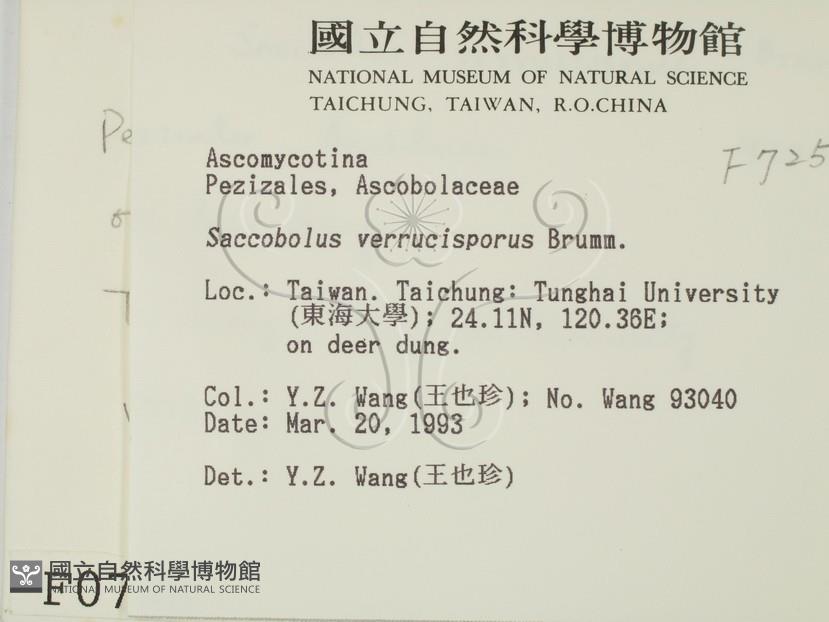 國立自然科學博物館
NATIONAL MUSEUM OF NATURAL SCIENCE
TAICHUNG, TAIWAN, R.O.CHINA
Pe
F725
Ascomycotina
Pezizales, Ascobolaceae
Saccobolus verrucisporus Brumm.
Loc.: Taiwan. Taichung: Tunghai University
(東海大學); 24.11N, 120.36E;
on deer dung.
Col.: Y.Z. Wang(王也珍); No. Wang 93040
Date: Mar. 20, 1993
Det.: Y.Z. Wang(王也珍)
國立自然科學博物館
NATIONAL MUSEUM OF NATURAL SCIENCE
F07